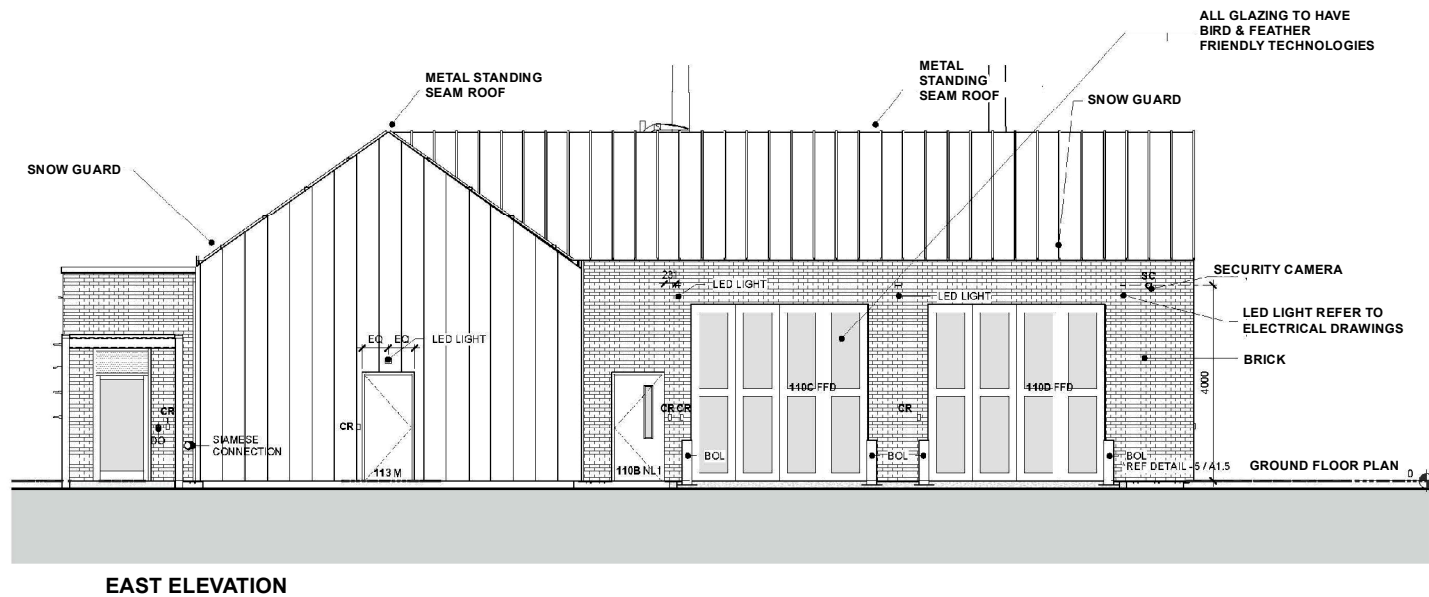 ALL GLAZING TO HAVE
BIRD & FEATHER
FRIENDLY TECHNOLOGIES
METAL STANDING
SEAM ROOF
METAL
STANDING
SEAM ROOF
SNOW GUARD
SNOW GUARD
SC
SECURITY CAMERA
LED LIGHT
LED LIGHT
LED LIGHT REFER TO
ELECTRICAL DRAWINGS
EQ EQ
LED LIGHT
BRICK
110C FFD
110D FFD
4000
CR
CR
CR CR
CR
DO
SIAMESE
CONNECTION
113 M
110B NL1
BOL
BOL
BOL
REF DETAIL - 5 / A1.5
GROUND FLOOR PLAN
0
EAST ELEVATION